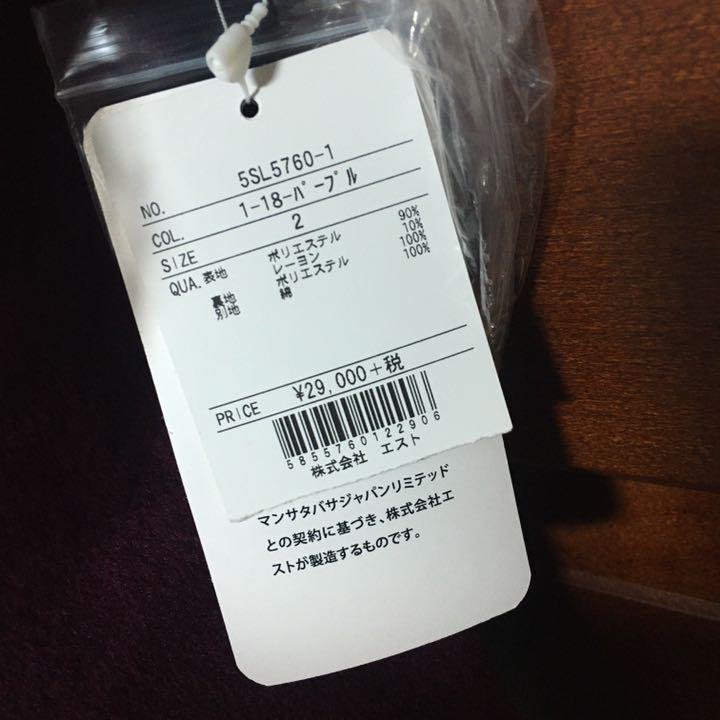 NO. 5SL5760-1
COL. 1-18-パープル
SIZE 2
QUA.表地 ポリエステル 90%
レーヨン 10%
裏地 ポリエステル 100%
別地 綿 100%
PRICE ¥29,000+税
5855760122906
株式会社 エスト
マンサタバサジャパンリミテッド
との契約に基づき、株式会社エ
ストが製造するものです。